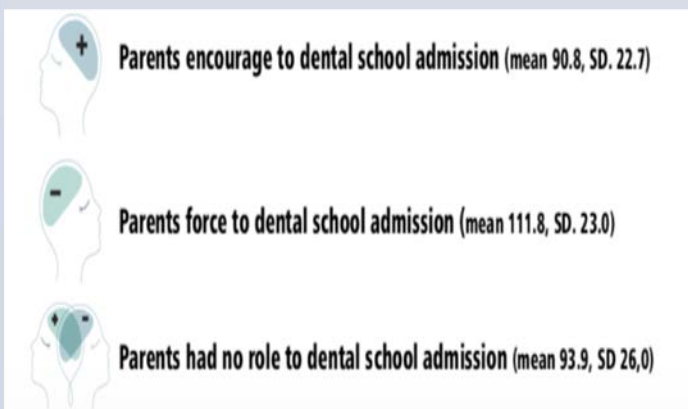 +
Parents encourage to dental school admission (mean 90.8, SD. 22.7)
-
Parents force to dental school admission (mean 111.8, SD. 23.0)
+ -
Parents had no role to dental school admission (mean 93.9, SD 26,0)